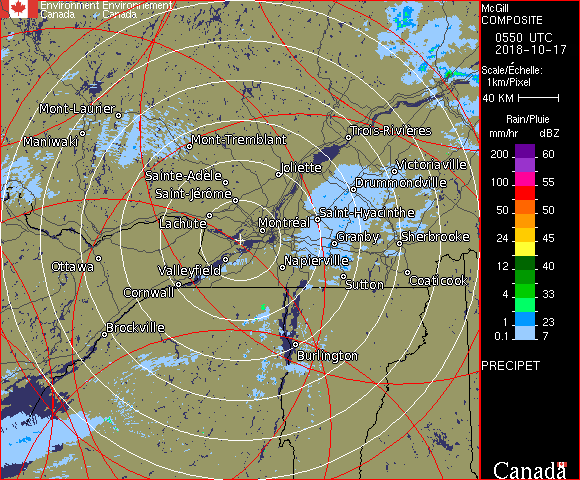 Environment Environnement
Canada Canada
McGill
COMPOSITE
0550 UTC
2018-10-17
Scale/Échelle:
1km/Pixel
40 KM
Rain/Pluie
mm/hr dBZ
200 60
150 57
100 55
50 50
24 45
12 40
4 33
1 23
0.1 7
PRECIPET
Canada
Mont-Laurier
Maniwaki
Mont-Tremblant
Trois-Rivières
Sainte-Adèle
Joliette
Victoriaville
Drummondville
Saint-Jérôme
Saint-Hyacinthe
Lachute
Montréal
Granby
Sherbrooke
Ottawa
Valleyfield
Napierville
Cornwall
Sutton
Coaticook
Brockville
Burlington